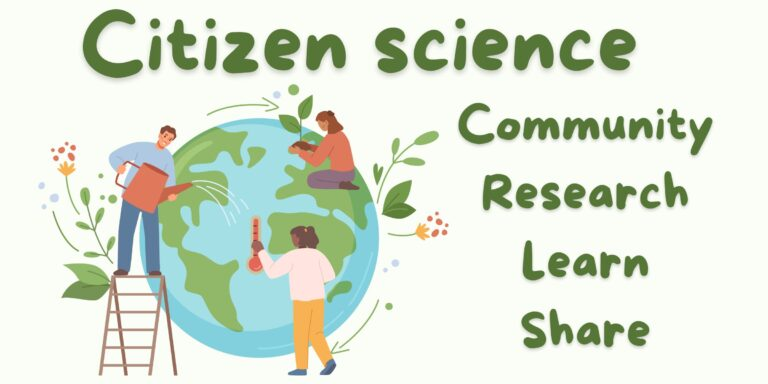 Citizen science
Community
Research
Learn
Share